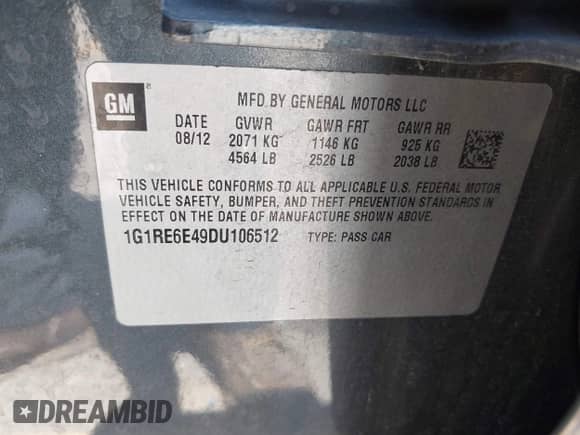 GM
MFD BY GENERAL MOTORS LLC
DATE GVWR GAWR FRT GAWR RR
08/12 2071 KG 1146 KG 925 KG
4564 LB 2526 LB 2038 LB
THIS VEHICLE CONFORMS TO ALL APPLICABLE U.S. FEDERAL MOTOR
VEHICLE SAFETY, BUMPER, AND THEFT PREVENTION STANDARDS IN
EFFECT ON THE DATE OF MANUFACTURE SHOWN ABOVE.
1G1RE6E49DU106512 TYPE: PASS CAR
DREAMBID